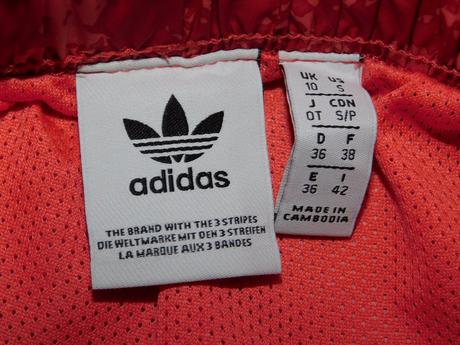 adidas
THE BRAND WITH THE 3 STRIPES
DIE WELTMARKE MIT DEN 3 STREIFEN
LA MARQUE AUX 3 BANDES
UK US
10 S
J CDN
OT S/P
D F
36 38
E I
36 42
MADE IN
CAMBODIA